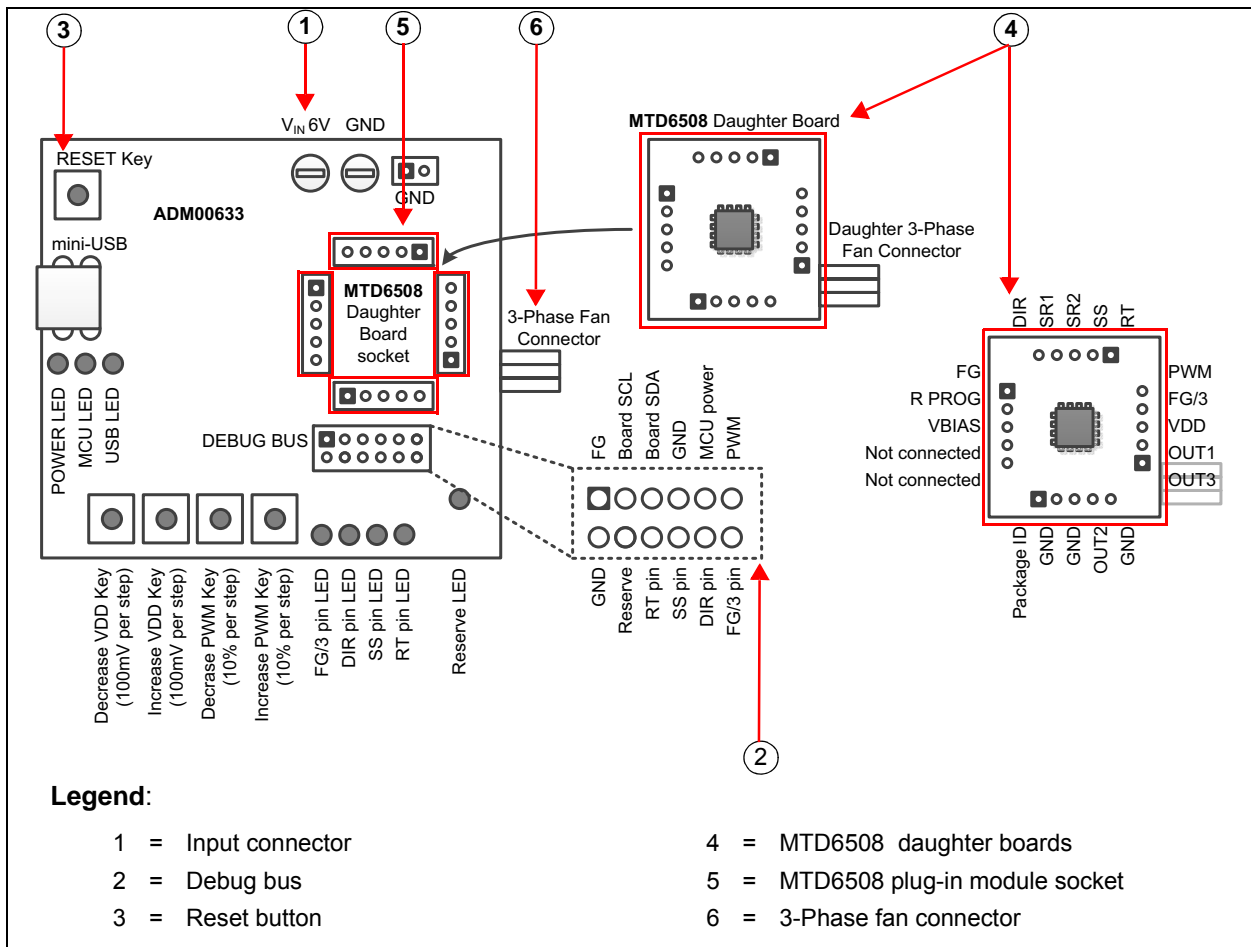 3
1
5
6
4
V_IN 6V GND
MTD6508 Daughter Board
RESET Key
ADM00633
GND
mini-USB
MTD6508
Daughter
Board
socket
3-Phase Fan
Connector
Daughter 3-Phase
Fan Connector
POWER LED
MCU LED
USB LED
DEBUG BUS
FG
Board SCL
Board SDA
GND
MCU power
PWM
GND
Reserve
RT pin
SS pin
DIR pin
FG/3 pin
2
DIR
SR1
SR2
SS
RT
FG
R PROG
VBIAS
Not connected
Not connected
PWM
FG/3
VDD
OUT1
OUT3
Package ID
GND
GND
OUT2
GND
Decrease VDD Key
(100mV per step)
Increase VDD Key
(100mV per step)
Decrase PWM Key
(10% per step)
Increase PWM Key
(10% per step)
FG/3 pin LED
DIR pin LED
SS pin LED
RT pin LED
Reserve LED
Legend:
1 = Input connector
2 = Debug bus
3 = Reset button
4 = MTD6508 daughter boards
5 = MTD6508 plug-in module socket
6 = 3-Phase fan connector